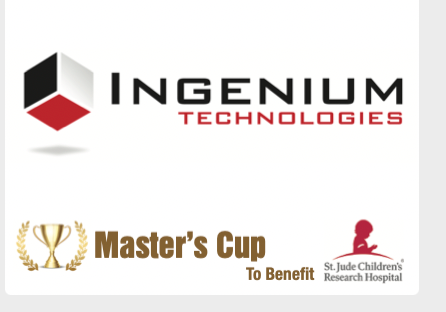 INGENIUM
TECHNOLOGIES
Master's Cup
To Benefit
St. Jude Children's
Research Hospital